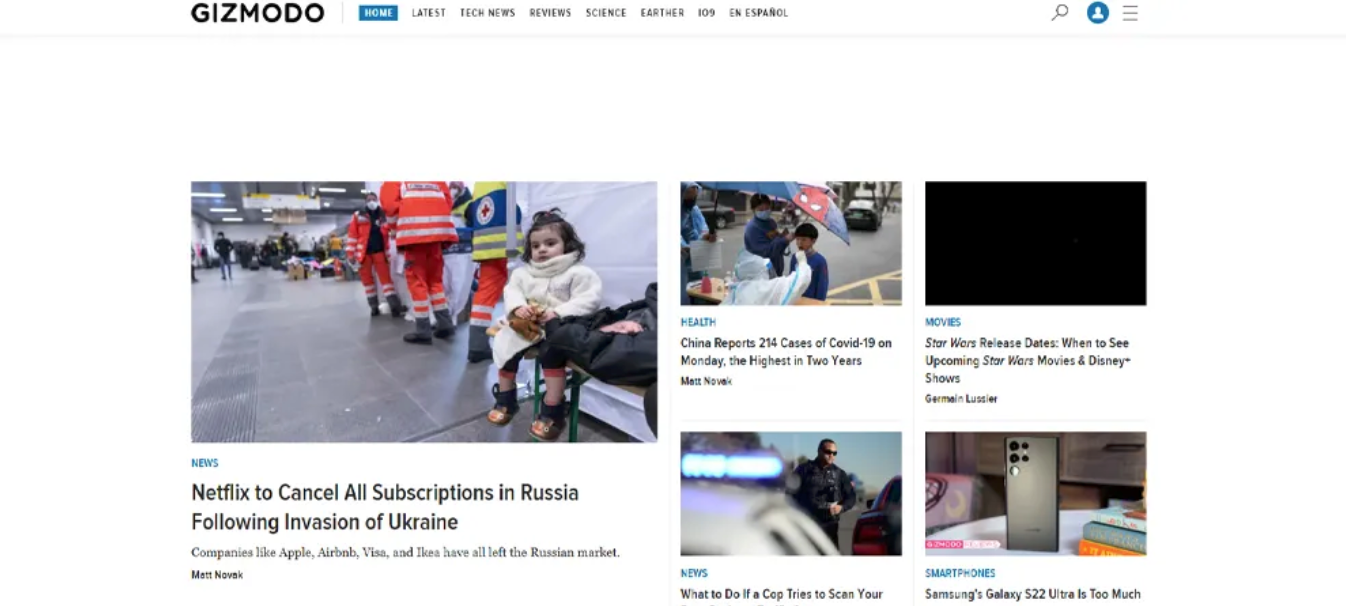 GIZMODO
HOME LATEST TECH NEWS REVIEWS SCIENCE EARTHER IO9 EN ESPAÑOL
NEWS
Netflix to Cancel All Subscriptions in Russia
Following Invasion of Ukraine
Companies like Apple, Airbnb, Visa, and Ikea have all left the Russian market.
Matt Novak
HEALTH
China Reports 214 Cases of Covid-19 on
Monday, the Highest in Two Years
Matt Novak
MOVIES
Star Wars Release Dates: When to See
Upcoming Star Wars Movies & Disney+
Shows
Germain Lussier
NEWS
What to Do If a Cop Tries to Scan Your
GIZMODO REVIEWS
SMARTPHONES
Samsung's Galaxy S22 Ultra Is Too Much